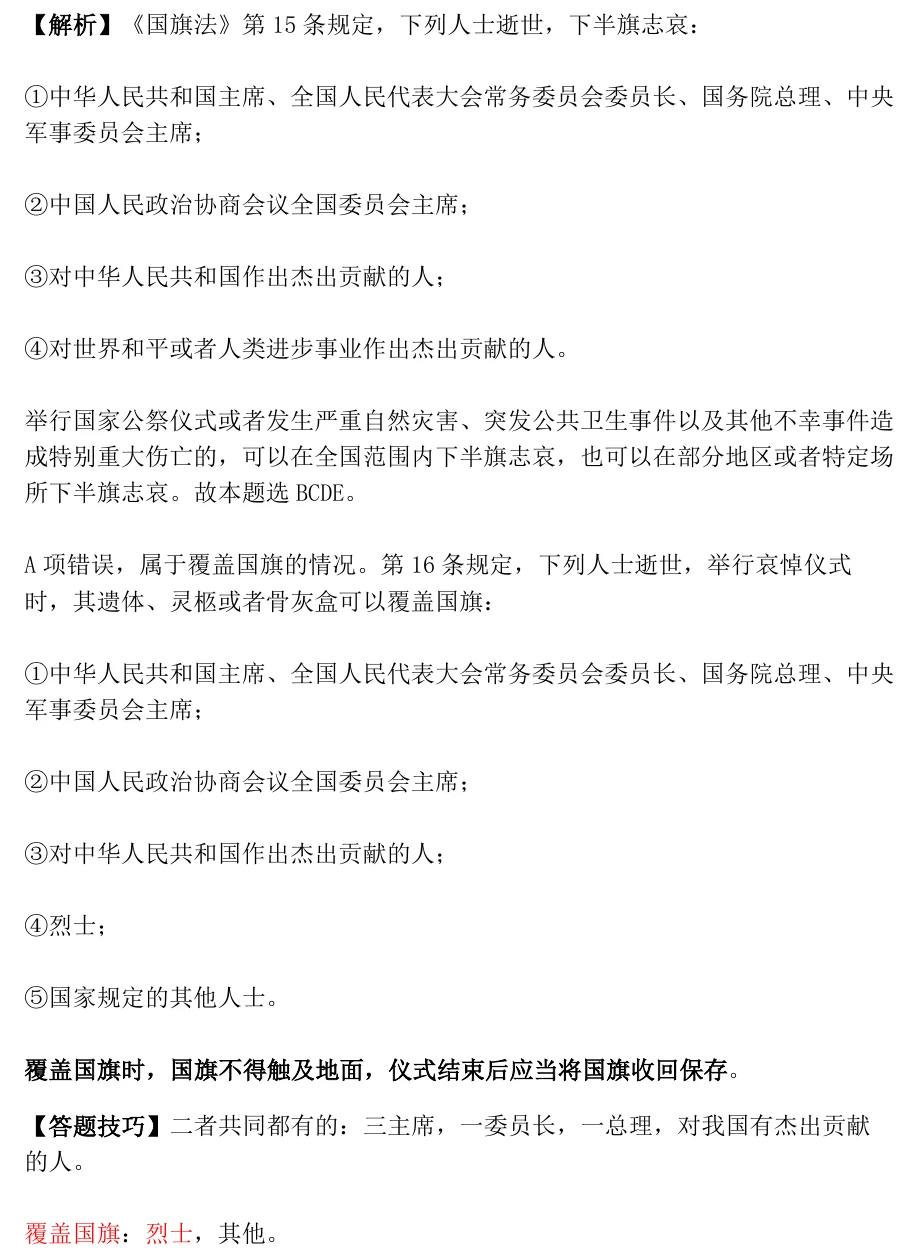 【解析】《国旗法》第 15 条规定，下列人士逝世，下半旗志哀：
①中华人民共和国主席、全国人民代表大会常务委员会委员长、国务院总理、中央
军事委员会主席；
②中国人民政治协商会议全国委员会主席；
③对中华人民共和国作出杰出贡献的人；
④对世界和平或者人类进步事业作出杰出贡献的人。
举行国家公祭仪式或者发生严重自然灾害、突发公共卫生事件以及其他不幸事件造
成特别重大伤亡的，可以在全国范围内下半旗志哀，也可以在部分地区或者特定场
所下半旗志哀。故本题选 BCDE。
A 项错误，属于覆盖国旗的情况。第 16 条规定，下列人士逝世，举行哀悼仪式
时，其遗体、灵柩或者骨灰盒可以覆盖国旗：
①中华人民共和国主席、全国人民代表大会常务委员会委员长、国务院总理、中央
军事委员会主席；
②中国人民政治协商会议全国委员会主席；
③对中华人民共和国作出杰出贡献的人；
④烈士；
⑤国家规定的其他人士。
覆盖国旗时，国旗不得触及地面，仪式结束后应当将国旗收回保存。
【答题技巧】二者共同都有的：三主席，一委员长，一总理，对我国有杰出贡献
的人。
覆盖国旗：烈士，其他。